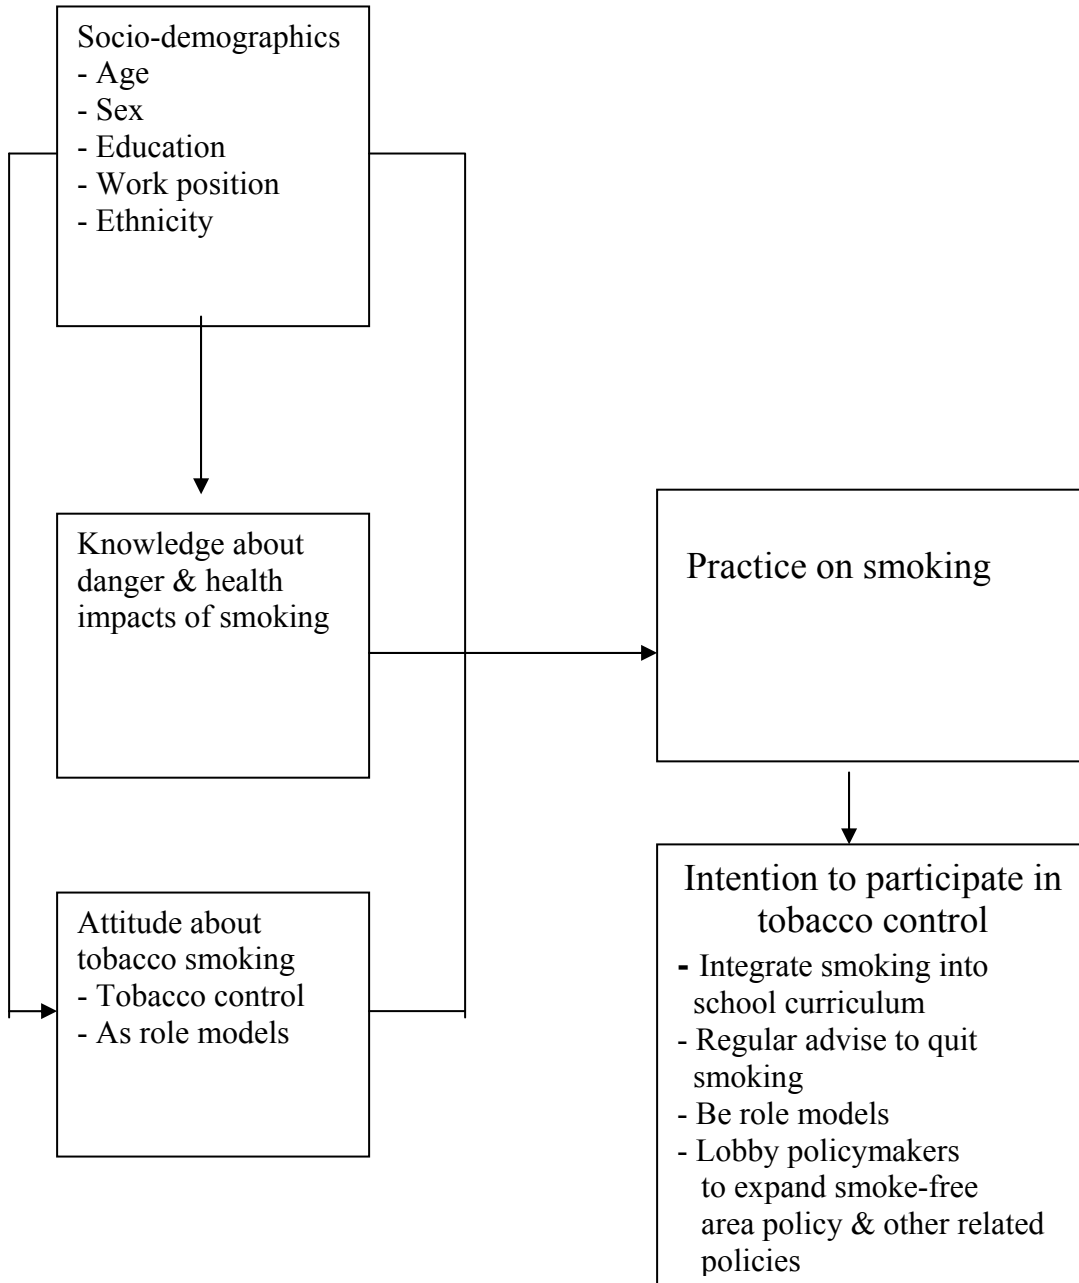 Socio-demographics
- Age
- Sex
- Education
- Work position
- Ethnicity
Knowledge about
danger & health
impacts of smoking
Attitude about
tobacco smoking
- Tobacco control
- As role models
Practice on smoking
Intention to participate in
tobacco control
- Integrate smoking into
school curriculum
- Regular advise to quit
smoking
- Be role models
- Lobby policymakers
to expand smoke-free
area policy & other related
policies